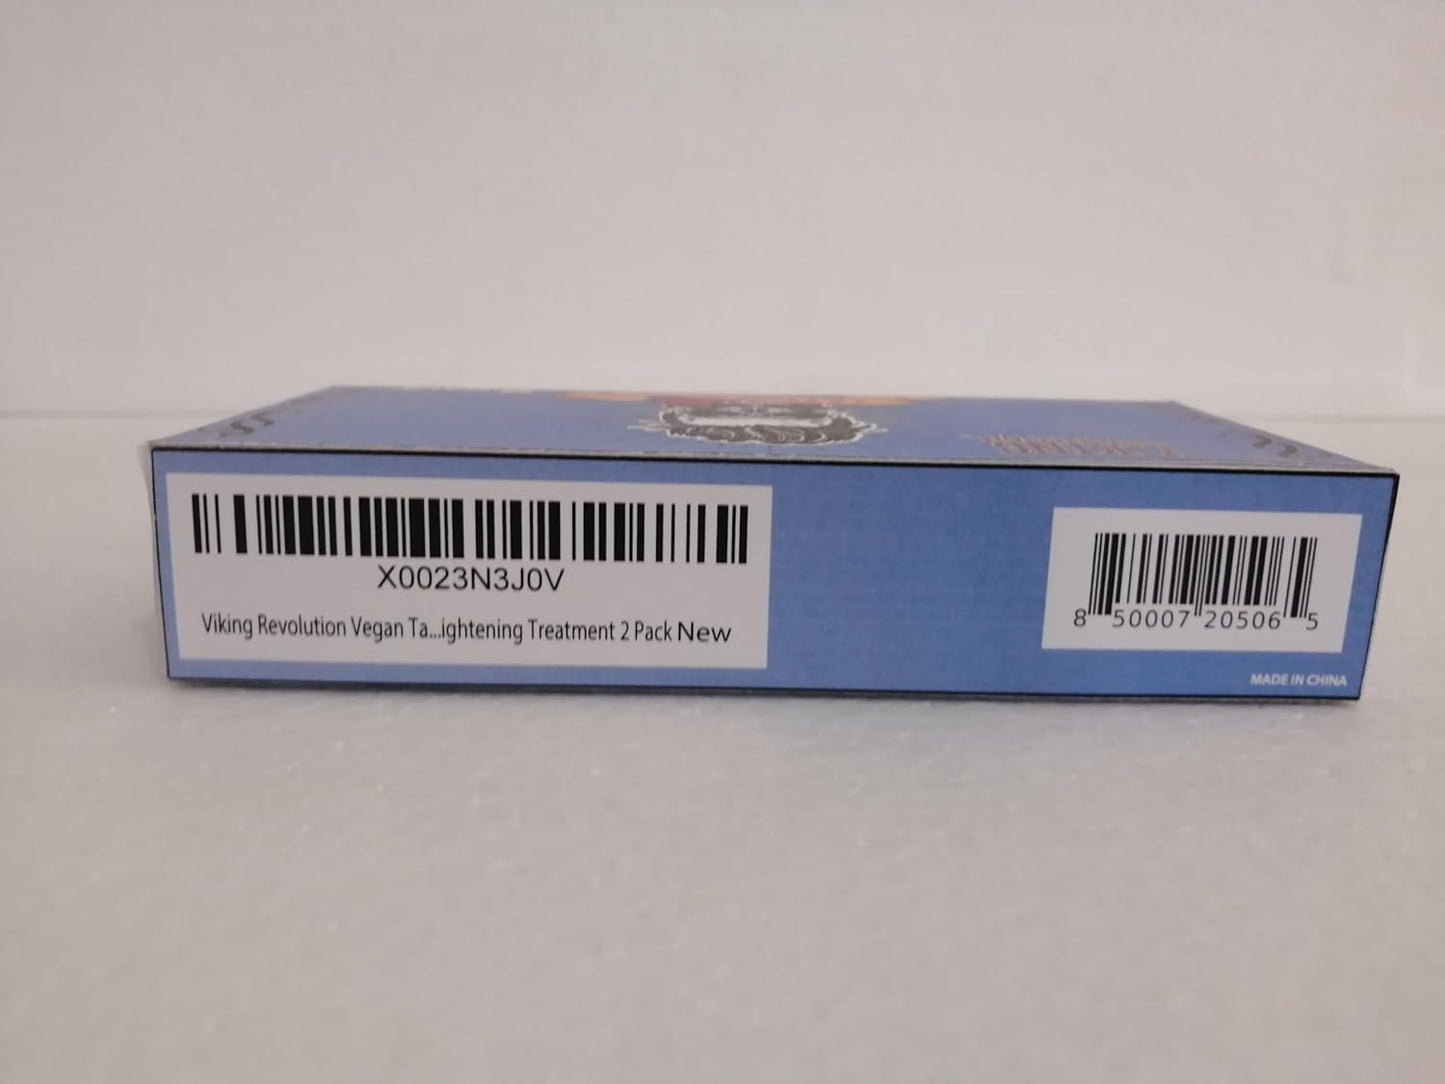 X0023N3J0V
Viking Revolution Vegan Ta...ightening Treatment 2 Pack New
8 50007 20506 5
MADE IN CHINA